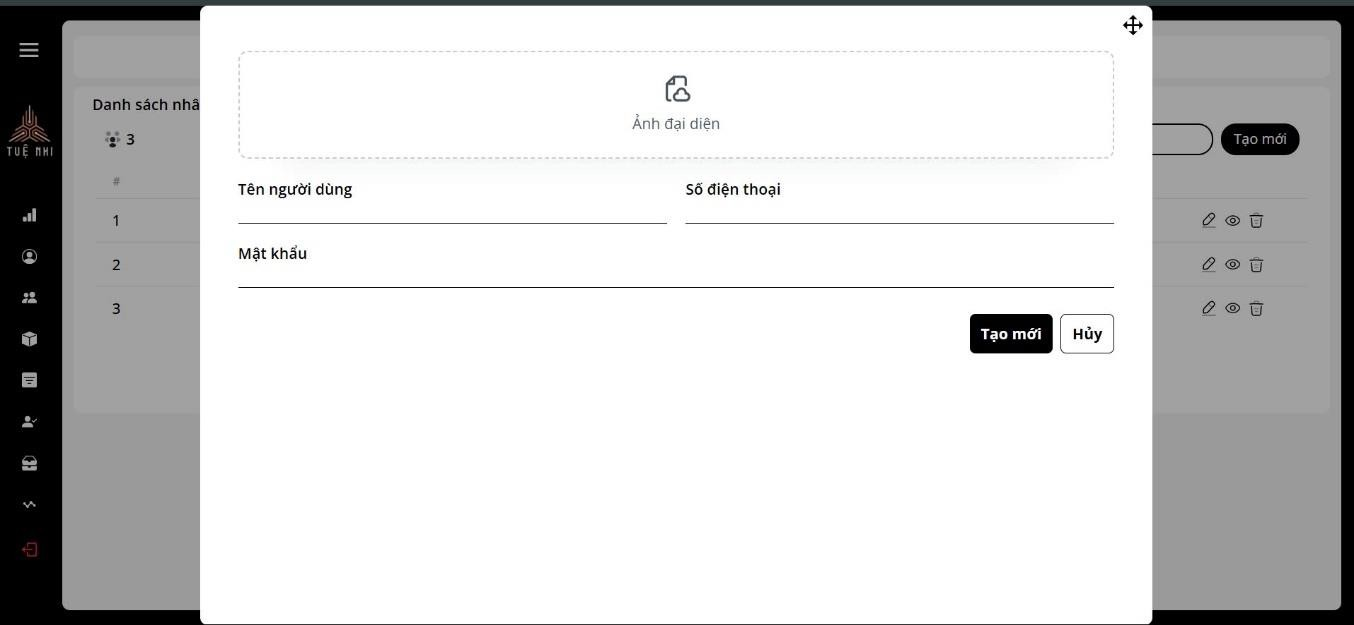 Ảnh đại diện
Danh sách nhâ
3
Tạo mới
TUỆ NHI
#
Tên người dùng
Số điện thoại
1
Mật khẩu
2
3
Tạo mới
Hủy